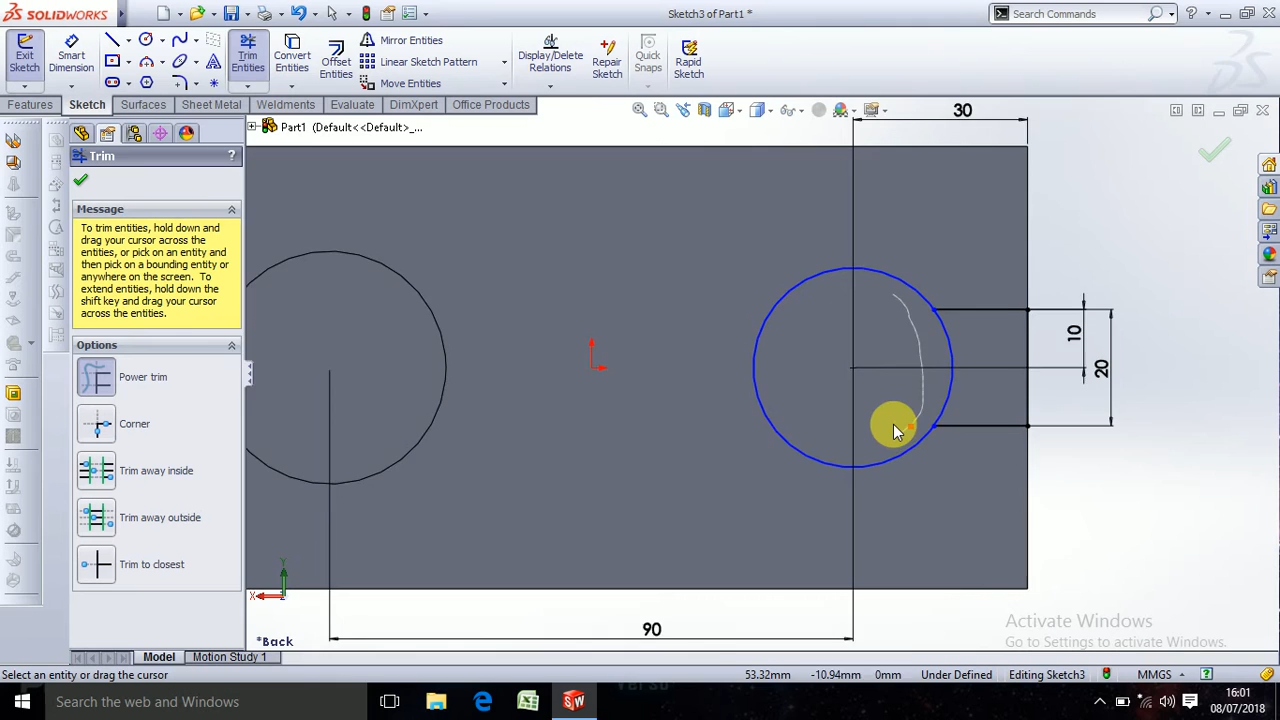 SOLIDWORKS
Sketch3 of Part1 *
Search Commands
Exit Sketch
Smart Dimension
Trim Entities
Convert Entities
Offset Entities
Mirror Entities
Linear Sketch Pattern
Move Entities
Display/Delete Relations
Repair Sketch
Quick Snaps
Rapid Sketch
Features
Sketch
Surfaces
Sheet Metal
Weldments
Evaluate
DimXpert
Office Products
Part1 (Default<<Default>_...
Trim
?
Message
To trim entities, hold down and
drag your cursor across the
entities, or pick on an entity and
then pick on a bounding entity or
anywhere on the screen. To
extend entities, hold down the
shift key and drag your cursor
across the entities.
Options
Power trim
Corner
Trim away inside
Trim away outside
Trim to closest
30
10
20
90
Y
X
*Back
Activate Windows
Go to Settings to activate Windows.
Model
Motion Study 1
Select an entity or drag the cursor
53.32mm
-10.94mm
0mm
Under Defined
Editing Sketch3
MMGS
?
Search the web and Windows
16:01
08/07/2018